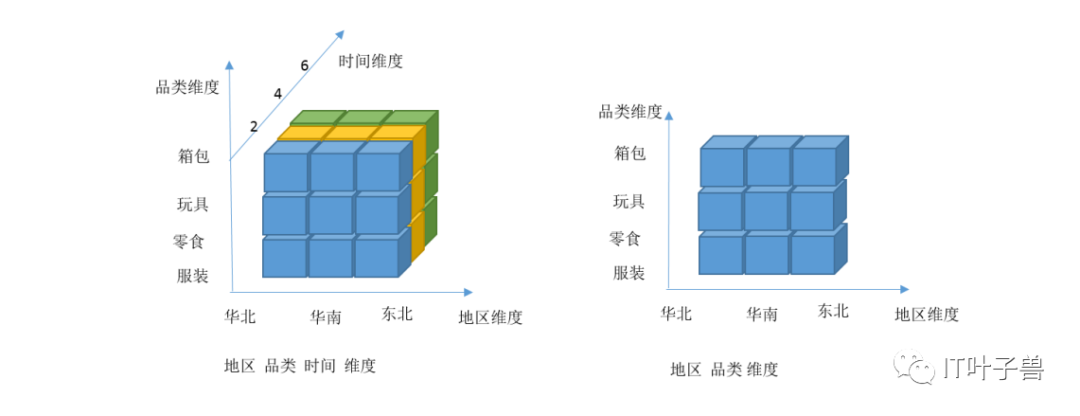 品类维度
时间维度
6
4
2
箱包
玩具
零食
服装
华北
华南
东北
地区维度
地区 品类 时间 维度
品类维度
箱包
玩具
零食
服装
华北
华南
东北
地区维度
地区 品类 维度
IT叶子兽